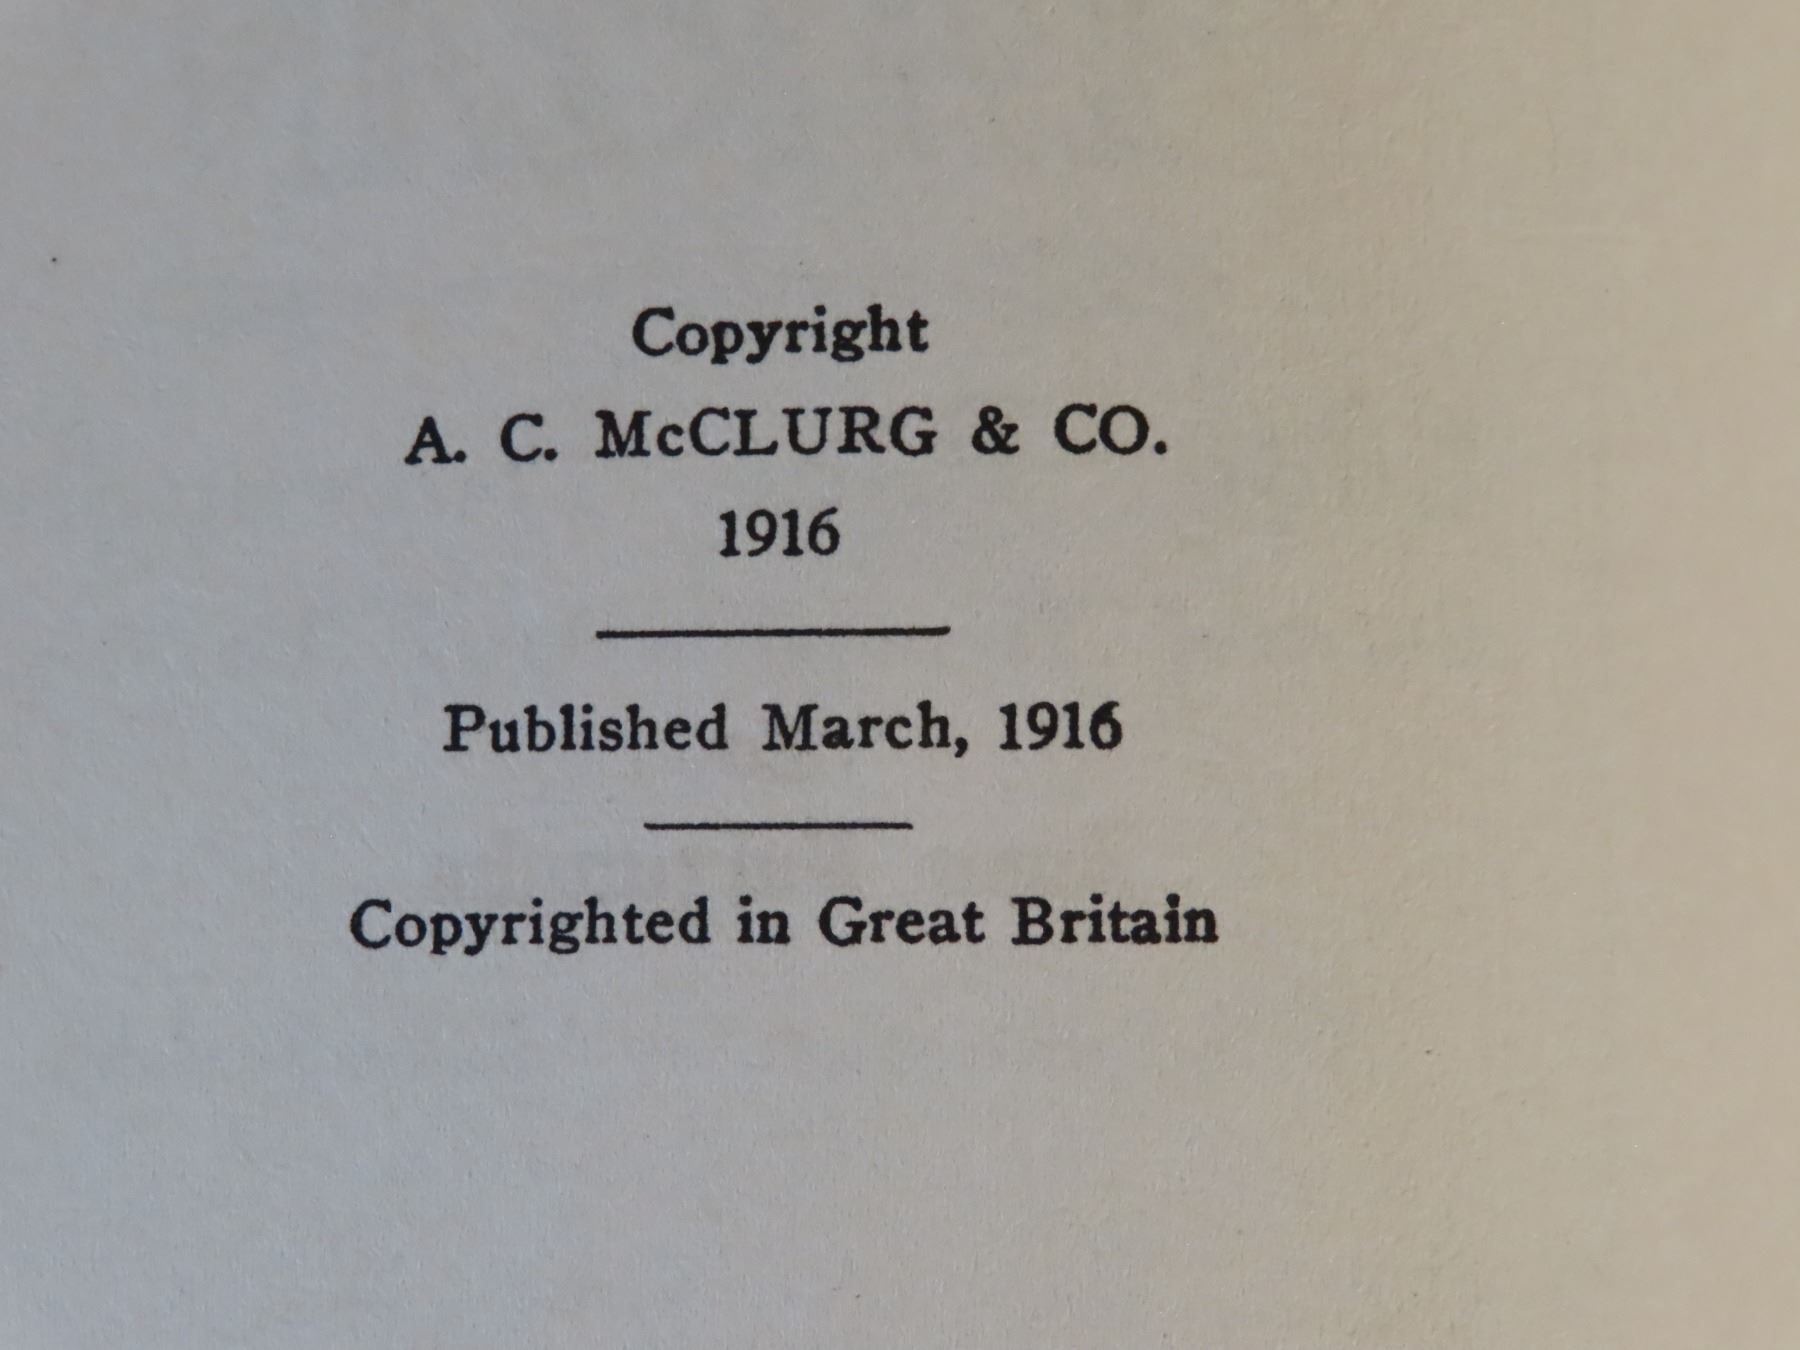 Copyright
A. C. McCLURG & CO.
1916
Published March, 1916
Copyrighted in Great Britain